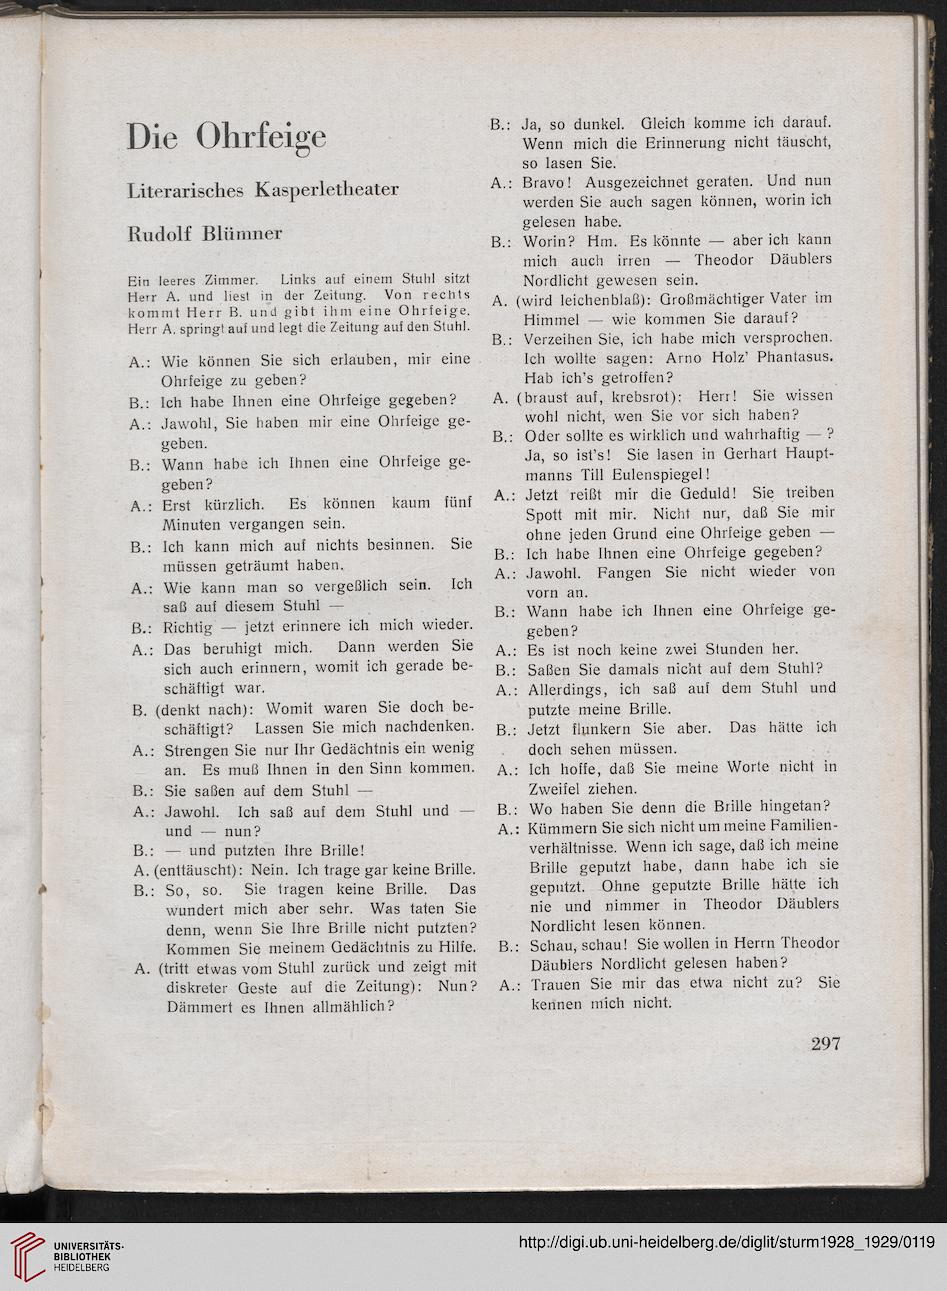 Die Ohrfeige
Literarisches Kasperletheater
Rudolf Blümner
Ein leeres Zimmer. Links auf einem Stuhl sitzt
Herr A. und liest in der Zeitung. Von rechts
kommt Herr B. und gibt ihm eine Ohrfeige.
Herr A. springt auf und legt die Zeitung auf den Stuhl.
A.: Wie können Sie sich erlauben, mir eine
Ohrfeige zu geben?
B.: Ich habe Ihnen eine Ohrfeige gegeben?
A.: Jawohl, Sie haben mir eine Ohrfeige ge-
geben.
B.: Wann habe ich Ihnen eine Ohrfeige ge-
geben?
A.: Erst kürzlich. Es können kaum fünf
Minuten vergangen sein.
B.: Ich kann mich auf nichts besinnen. Sie
müssen geträumt haben.
A.: Wie kann man so vergeßlich sein. Ich
saß auf diesem Stuhl —
B.: Richtig — jetzt erinnere ich mich wieder.
A.: Das beruhigt mich. Dann werden Sie
sich auch erinnern, womit ich gerade be-
schäftigt war.
B. (denkt nach): Womit waren Sie doch be-
schäftigt? Lassen Sie mich nachdenken.
A.: Strengen Sie nur Ihr Gedächtnis ein wenig
an. Es muß Ihnen in den Sinn kommen.
B.: Sie saßen auf dem Stuhl —
A.: Jawohl. Ich saß auf dem Stuhl und —
und — nun?
B.: — und putzten Ihre Brille!
A. (enttäuscht): Nein. Ich trage gar keine Brille.
B.: So, so. Sie tragen keine Brille. Das
wundert mich aber sehr. Was taten Sie
denn, wenn Sie Ihre Brille nicht putzten?
Kommen Sie meinem Gedächtnis zu Hilfe.
A. (tritt etwas vom Stuhl zurück und zeigt mit
diskreter Geste auf die Zeitung): Nun?
Dämmert es Ihnen allmählich?
B.: Ja, so dunkel. Gleich komme ich darauf.
Wenn mich die Erinnerung nicht täuscht,
so lasen Sie.
A.: Bravo! Ausgezeichnet geraten. Und nun
werden Sie auch sagen können, worin ich
gelesen habe.
B.: Worin? Hm. Es könnte — aber ich kann
mich auch irren — Theodor Däublers
Nordlicht gewesen sein.
A. (wird leichenblaß): Großmächtiger Vater im
Himmel — wie kommen Sie darauf?
B.: Verzeihen Sie, ich habe mich versprochen.
Ich wollte sagen: Arno Holz' Phantasus.
Hab ich's getroffen?
A. (braust auf, krebsrot): Herr! Sie wissen
wohl nicht, wen Sie vor sich haben?
B.: Oder sollte es wirklich und wahrhaftig — ?
Ja, so ist's! Sie lasen in Gerhart Haupt-
manns Till Eulenspiegel!
A.: Jetzt reißt mir die Geduld! Sie treiben
Spott mit mir. Nicht nur, daß Sie mir
ohne jeden Grund eine Ohrfeige geben —
B.: Ich habe Ihnen eine Ohrfeige gegeben?
A.: Jawohl. Fangen Sie nicht wieder von
vorn an.
B.: Wann habe ich Ihnen eine Ohrfeige ge-
geben?
A.: Es ist noch keine zwei Stunden her.
B.: Saßen Sie damals nicht auf dem Stuhl?
A.: Allerdings, ich saß auf dem Stuhl und
putzte meine Brille.
B.: Jetzt flunkern Sie aber. Das hätte ich
doch sehen müssen.
A.: Ich hoffe, daß Sie meine Worte nicht in
Zweifel ziehen.
B.: Wo haben Sie denn die Brille hingetan?
A.: Kümmern Sie sich nicht um meine Familien-
verhältnisse. Wenn ich sage, daß ich meine
Brille geputzt habe, dann habe ich sie
geputzt. Ohne geputzte Brille hätte ich
nie und nimmer in Theodor Däublers
Nordlicht lesen können.
B.: Schau, schau! Sie wollen in Herrn Theodor
Däublers Nordlicht gelesen haben?
A.: Trauen Sie mir das etwa nicht zu? Sie
kennen mich nicht.
297
UNIVERSITÄTS-
BIBLIOTHEK
HEIDELBERG
http://digi.ub.uni-heidelberg.de/diglit/sturm1928_1929/0119